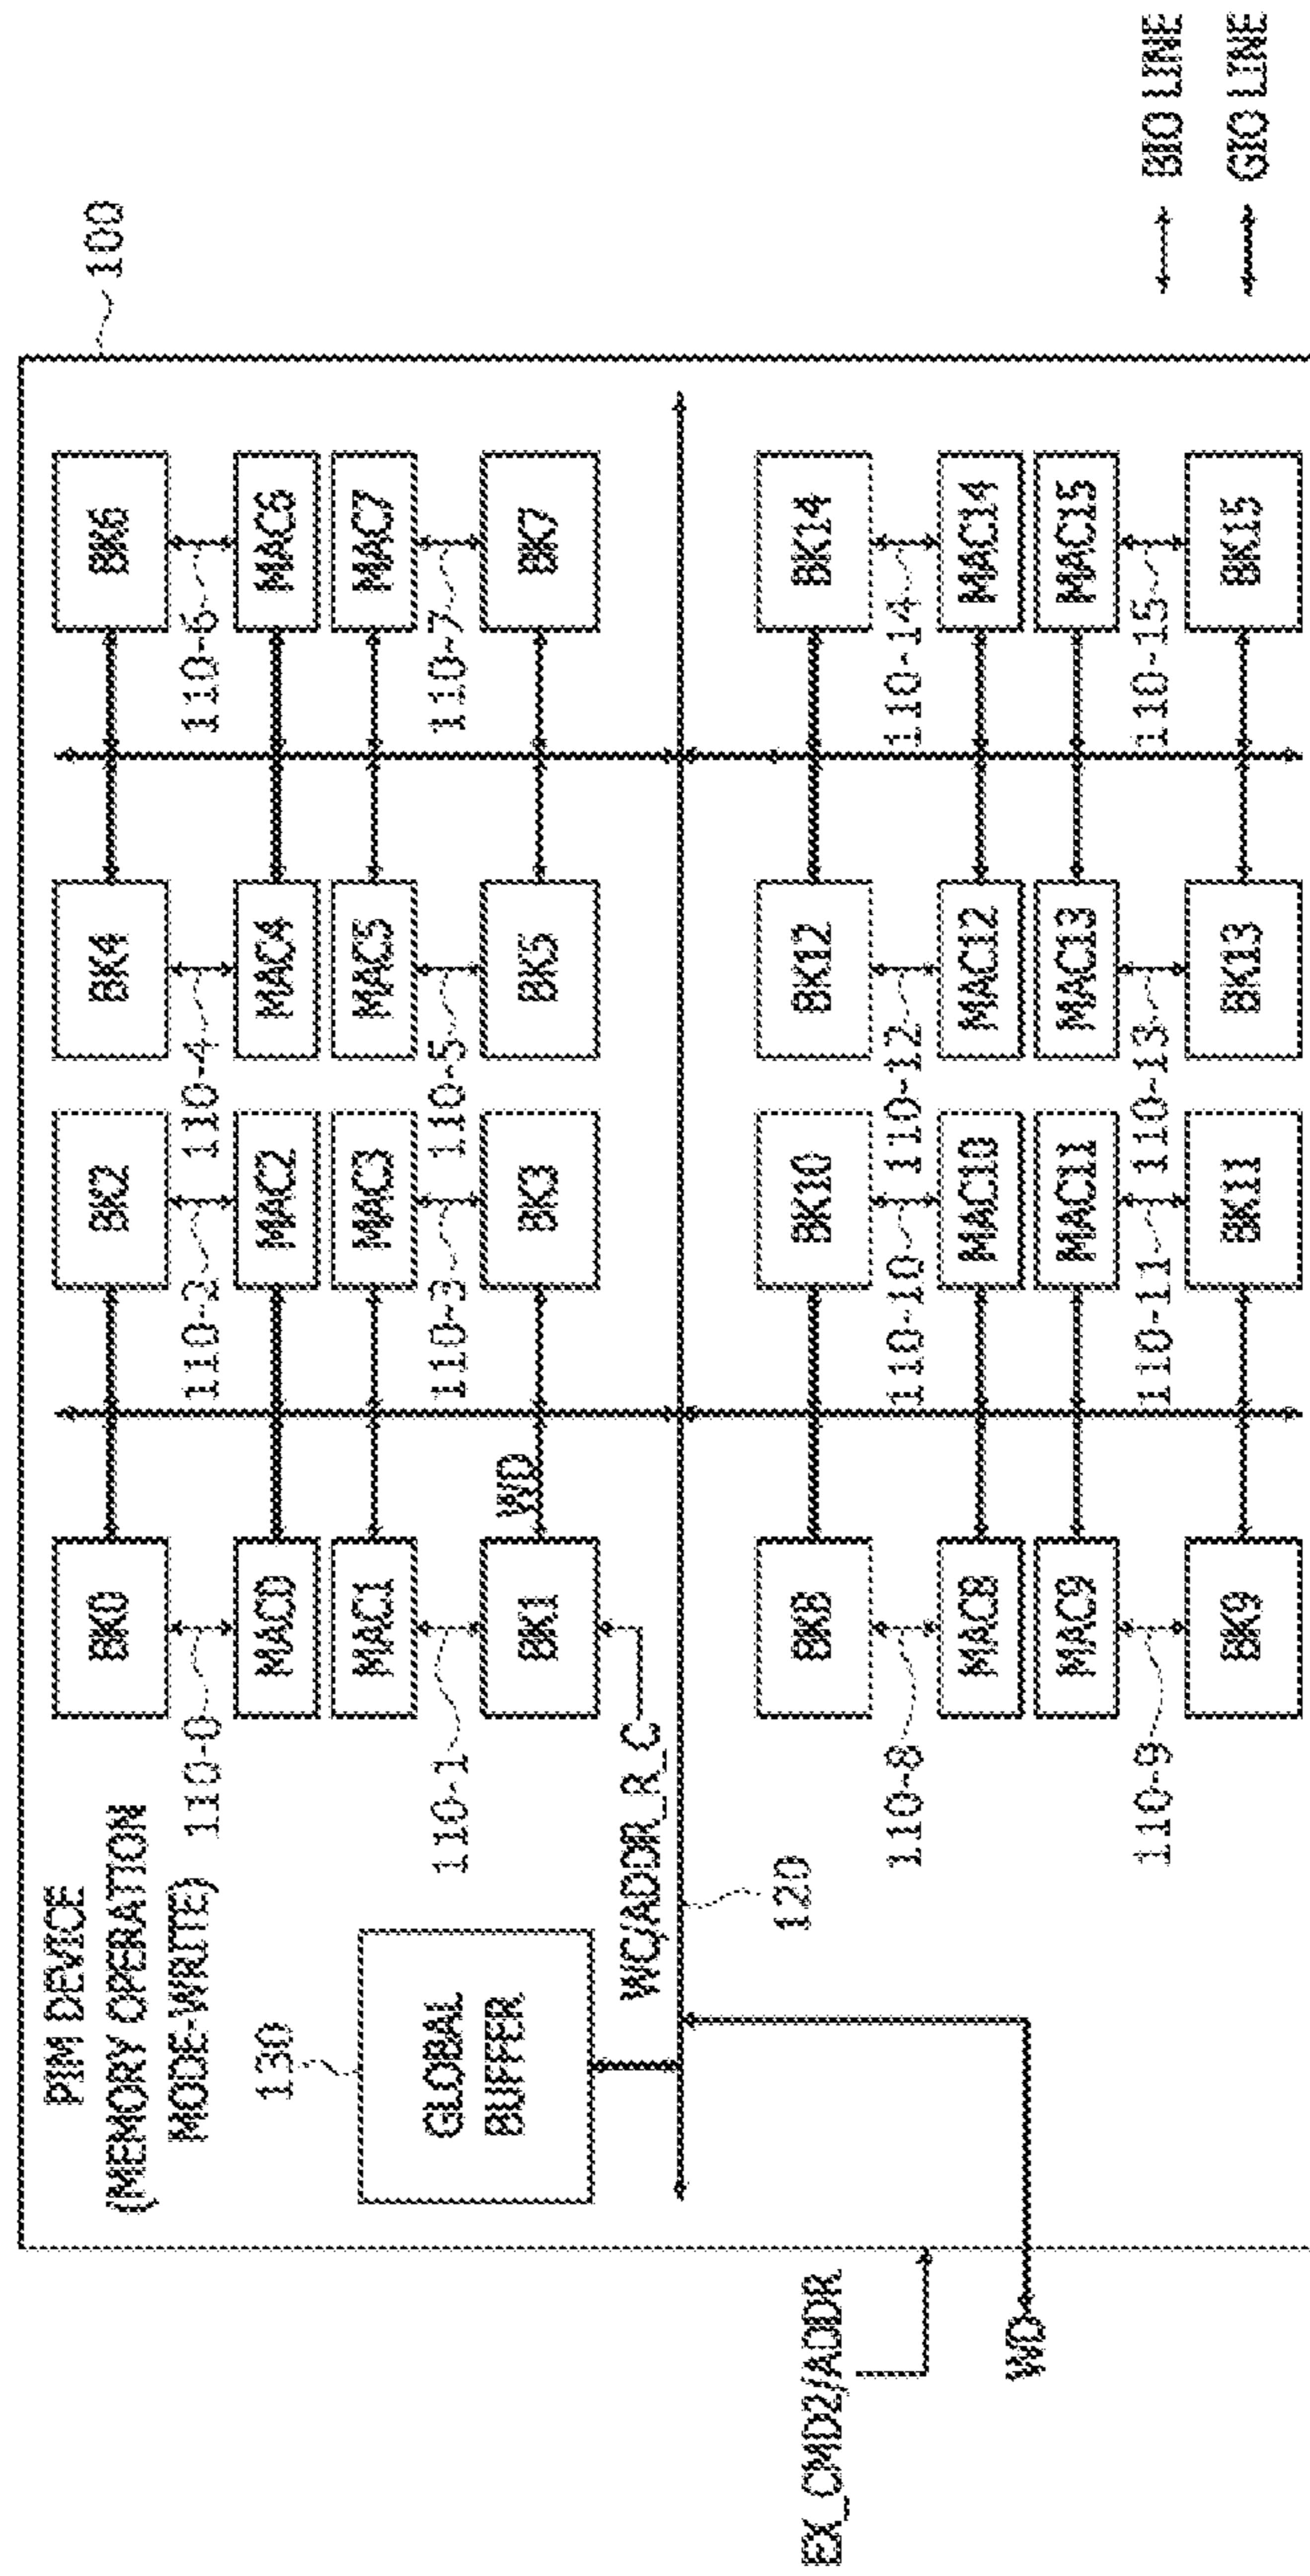 PIM DEVICE
(MEMORY OPERATION
MODE-WRITE)
100
130
GLOBAL
BUFFER
BK0
BK2
BK4
BK6
110-0
110-2
110-4
110-6
MAC0
MAC2
MAC4
MAC6
MAC1
MAC3
MAC5
MAC7
110-1
110-3
110-5
110-7
WD
BK1
BK3
BK5
BK7
WC/ADDR_R_C
120
BK8
BK10
BK12
BK14
110-8
110-10
110-12
110-14
MAC8
MAC10
MAC12
MAC14
MAC9
MAC11
MAC13
MAC15
110-9
110-11
110-13
110-15
BK9
BK11
BK13
BK15
EX_CMD2/ADDR
WD
BIO LINE
GIO LINE